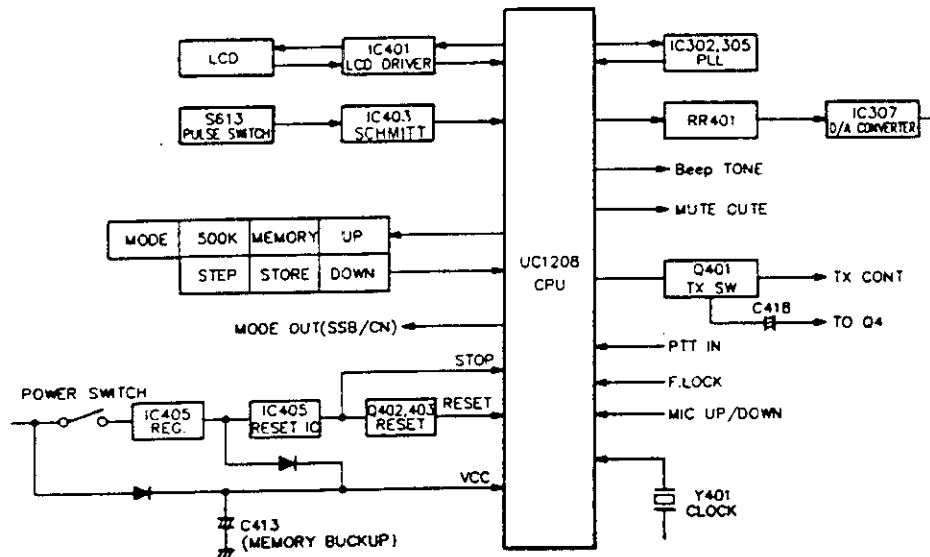 LCD
IC401
LCD DRIVER
IC302,305
PLL
S613
PULSE SWITCH
IC403
SCHMITT
RR401
IC307
D/A CONVERTER
Beep TONE
MUTE CUTE
MODE 500K MEMORY UP
STEP STORE DOWN
UC1208
CPU
Q401
TX SW
TX CONT
C418
TO Q4
MODE OUT(SSB/CN)
PTT IN
STOP
F.LOCK
POWER SWITCH
IC405
REG.
IC405
RESET IC
Q402,403
RESET
RESET
MIC UP/DOWN
VCC
Y401
CLOCK
C413
(MEMORY BUCKUP)